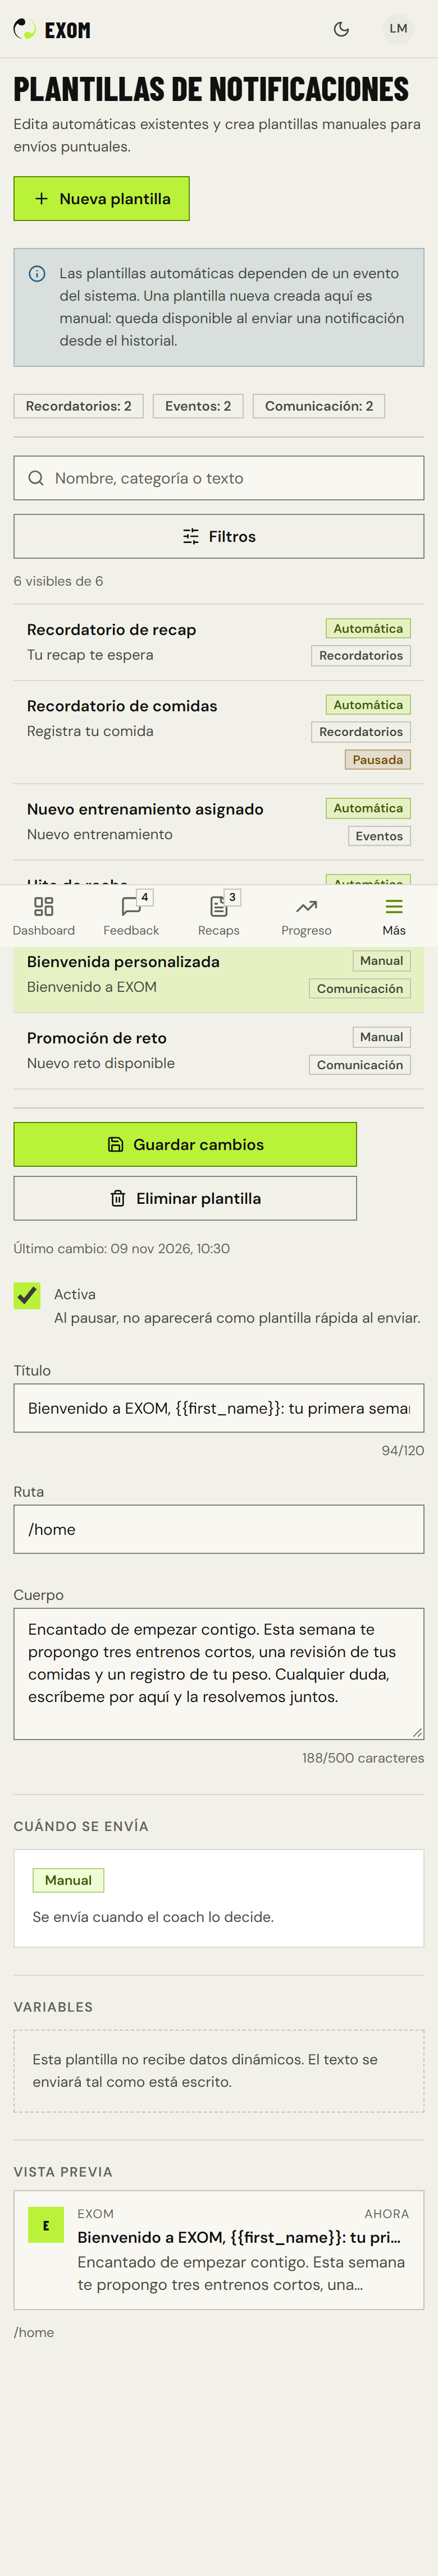 EXOM
LM
PLANTILLAS DE NOTIFICACIONES
Edita automáticas existentes y crea plantillas manuales para
envíos puntuales.
Nueva plantilla
Las plantillas automáticas dependen de un evento
del sistema. Una plantilla nueva creada aquí es
manual: queda disponible al enviar una notificación
desde el historial.
Recordatorios: 2
Eventos: 2
Comunicación: 2
Nombre, categoría o texto
Filtros
6 visibles de 6
Recordatorio de recap
Automática
Tu recap te espera
Recordatorios
Recordatorio de comidas
Automática
Registra tu comida
Recordatorios
Pausada
Nuevo entrenamiento asignado
Automática
Nuevo entrenamiento
Eventos
Automática
4
3
Dashboard
Feedback
Recaps
Progreso
Más
Bienvenida personalizada
Manual
Bienvenido a EXOM
Comunicación
Promoción de reto
Manual
Nuevo reto disponible
Comunicación
Guardar cambios
Eliminar plantilla
Último cambio: 09 nov 2026, 10:30
Activa
Al pausar, no aparecerá como plantilla rápida al enviar.
Título
Bienvenido a EXOM, {{first_name}}: tu primera semar
94/120
Ruta
/home
Cuerpo
Encantado de empezar contigo. Esta semana te
propongo tres entrenos cortos, una revisión de tus
comidas y un registro de tu peso. Cualquier duda,
escríbeme por aquí y la resolvemos juntos.
188/500 caracteres
CUÁNDO SE ENVÍA
Manual
Se envía cuando el coach lo decide.
VARIABLES
Esta plantilla no recibe datos dinámicos. El texto se
enviará tal como está escrito.
VISTA PREVIA
E
EXOM
AHORA
Bienvenido a EXOM, {{first_name}}: tu pri...
Encantado de empezar contigo. Esta semana
te propongo tres entrenos cortos, una...
/home